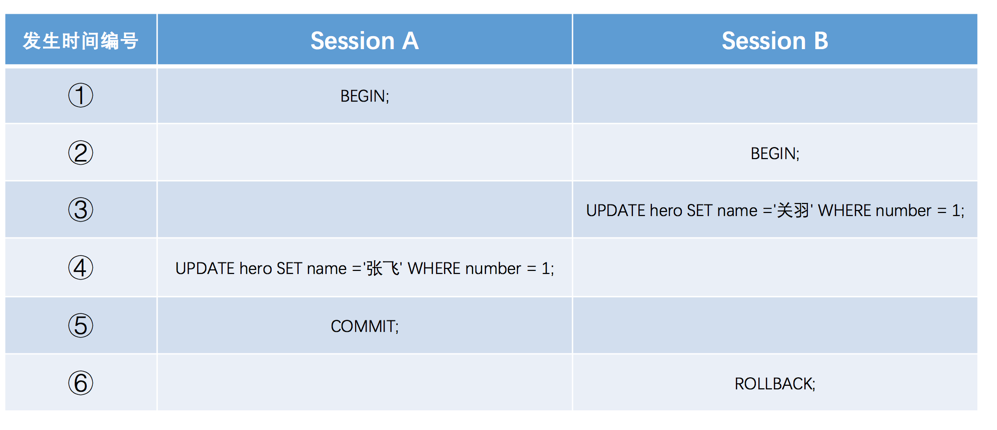 发生时间编号 Session A Session B
① BEGIN;
② BEGIN;
③ UPDATE hero SET name ='关羽' WHERE number = 1;
④ UPDATE hero SET name ='张飞' WHERE number = 1;
⑤ COMMIT;
⑥ ROLLBACK;